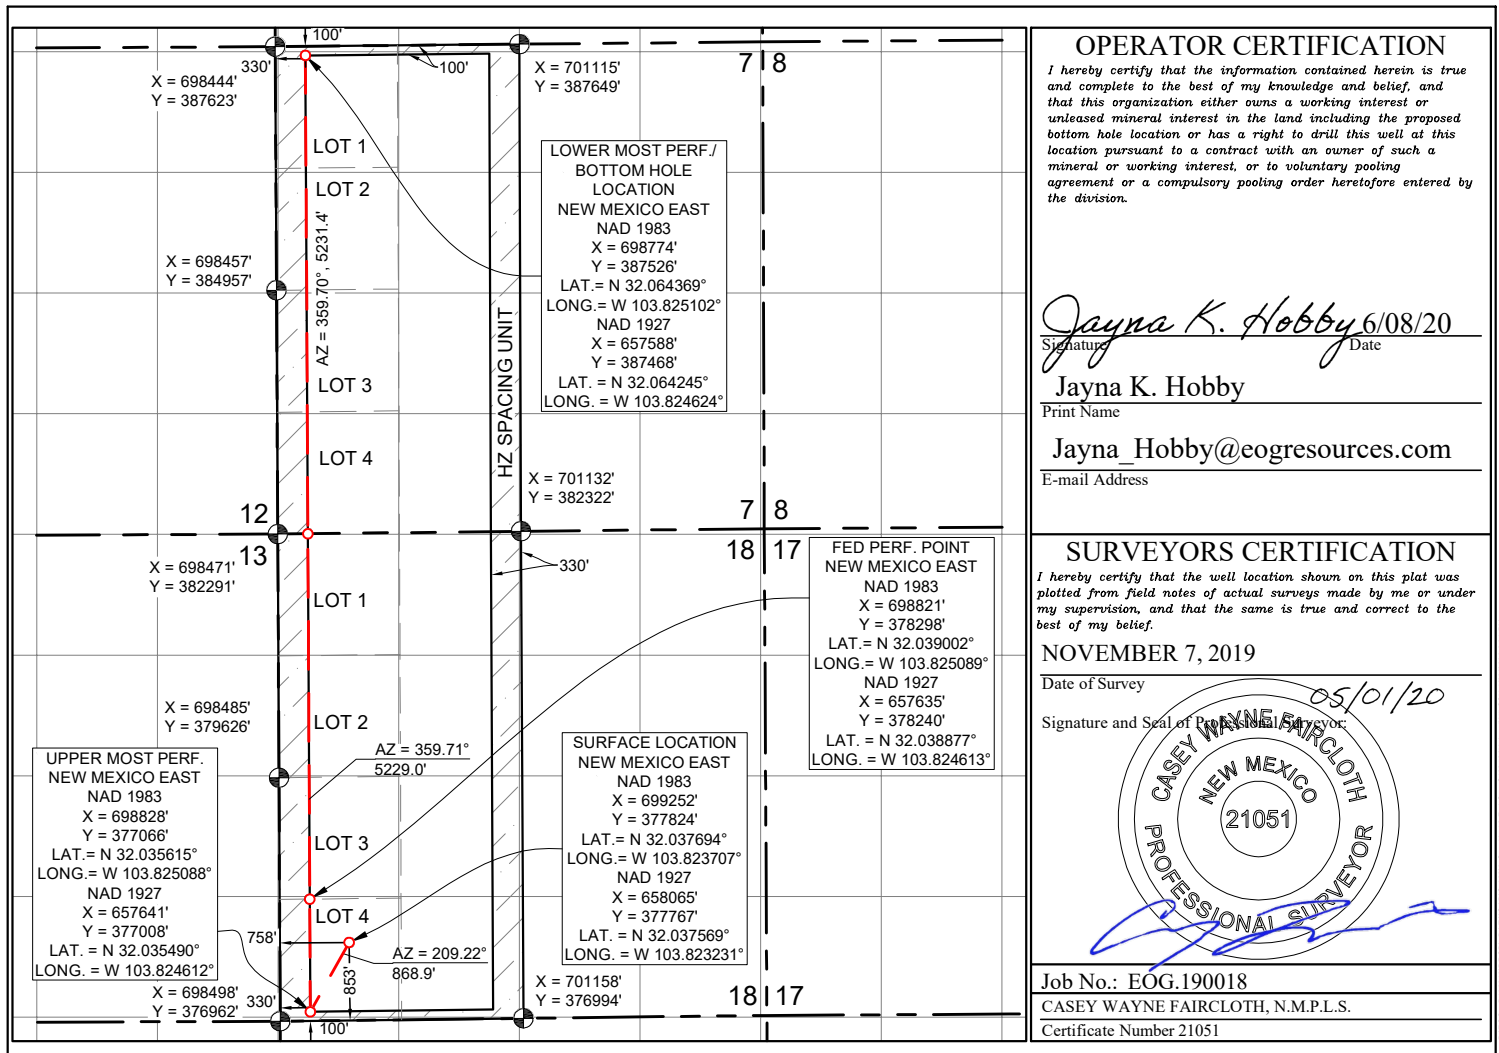 100'
330'
100'
X = 698444'
Y = 387623'
X = 701115'
Y = 387649'
7 8
LOT 1
LOT 2
AZ = 359.70°, 5231.4'
X = 698457'
Y = 384957'
LOT 3
LOT 4
HZ SPACING UNIT
LOWER MOST PERF./
BOTTOM HOLE
LOCATION
NEW MEXICO EAST
NAD 1983
X = 698774'
Y = 387526'
LAT.= N 32.064369°
LONG.= W 103.825102°
NAD 1927
X = 657588'
Y = 387468'
LAT. = N 32.064245°
LONG. = W 103.824624°
X = 701132'
Y = 382322'
12
13
7 8
18 17
X = 698471'
Y = 382291'
330'
LOT 1
FED PERF. POINT
NEW MEXICO EAST
NAD 1983
X = 698821'
Y = 378298'
LAT.= N 32.039002°
LONG.= W 103.825089°
NAD 1927
X = 657635'
Y = 378240'
LAT. = N 32.038877°
LONG. = W 103.824613°
X = 698485'
Y = 379626'
LOT 2
AZ = 359.71°
5229.0'
LOT 3
UPPER MOST PERF.
NEW MEXICO EAST
NAD 1983
X = 698828'
Y = 377066'
LAT.= N 32.035615°
LONG.= W 103.825088°
NAD 1927
X = 657641'
Y = 377008'
LAT. = N 32.035490°
LONG. = W 103.824612°
SURFACE LOCATION
NEW MEXICO EAST
NAD 1983
X = 699252'
Y = 377824'
LAT.= N 32.037694°
LONG.= W 103.823707°
NAD 1927
X = 658065'
Y = 377767'
LAT. = N 32.037569°
LONG. = W 103.823231°
LOT 4
758'
AZ = 209.22°
868.9'
853'
X = 698498'
Y = 376962'
330'
100'
X = 701158'
Y = 376994'
18 17
OPERATOR CERTIFICATION
I hereby certify that the information contained herein is true
and complete to the best of my knowledge and belief, and
that this organization either owns a working interest or
unleased mineral interest in the land including the proposed
bottom hole location or has a right to drill this well at this
location pursuant to a contract with an owner of such a
mineral or working interest, or to voluntary pooling
agreement or a compulsory pooling order heretofore entered by
the division.
Jayna K. Hobby 6/08/20
Signature Date
Jayna K. Hobby
Print Name
Jayna_Hobby@eogresources.com
E-mail Address
SURVEYORS CERTIFICATION
I hereby certify that the well location shown on this plat was
plotted from field notes of actual surveys made by me or under
my supervision, and that the same is true and correct to the
best of my belief.
NOVEMBER 7, 2019
Date of Survey
05/01/20
Signature and Seal of Professional Surveyor:
CASEY WAYNE FAIRCLOTH
NEW MEXICO
21051
PROFESSIONAL SURVEYOR
Job No.: EOG.190018
CASEY WAYNE FAIRCLOTH, N.M.P.L.S.
Certificate Number 21051